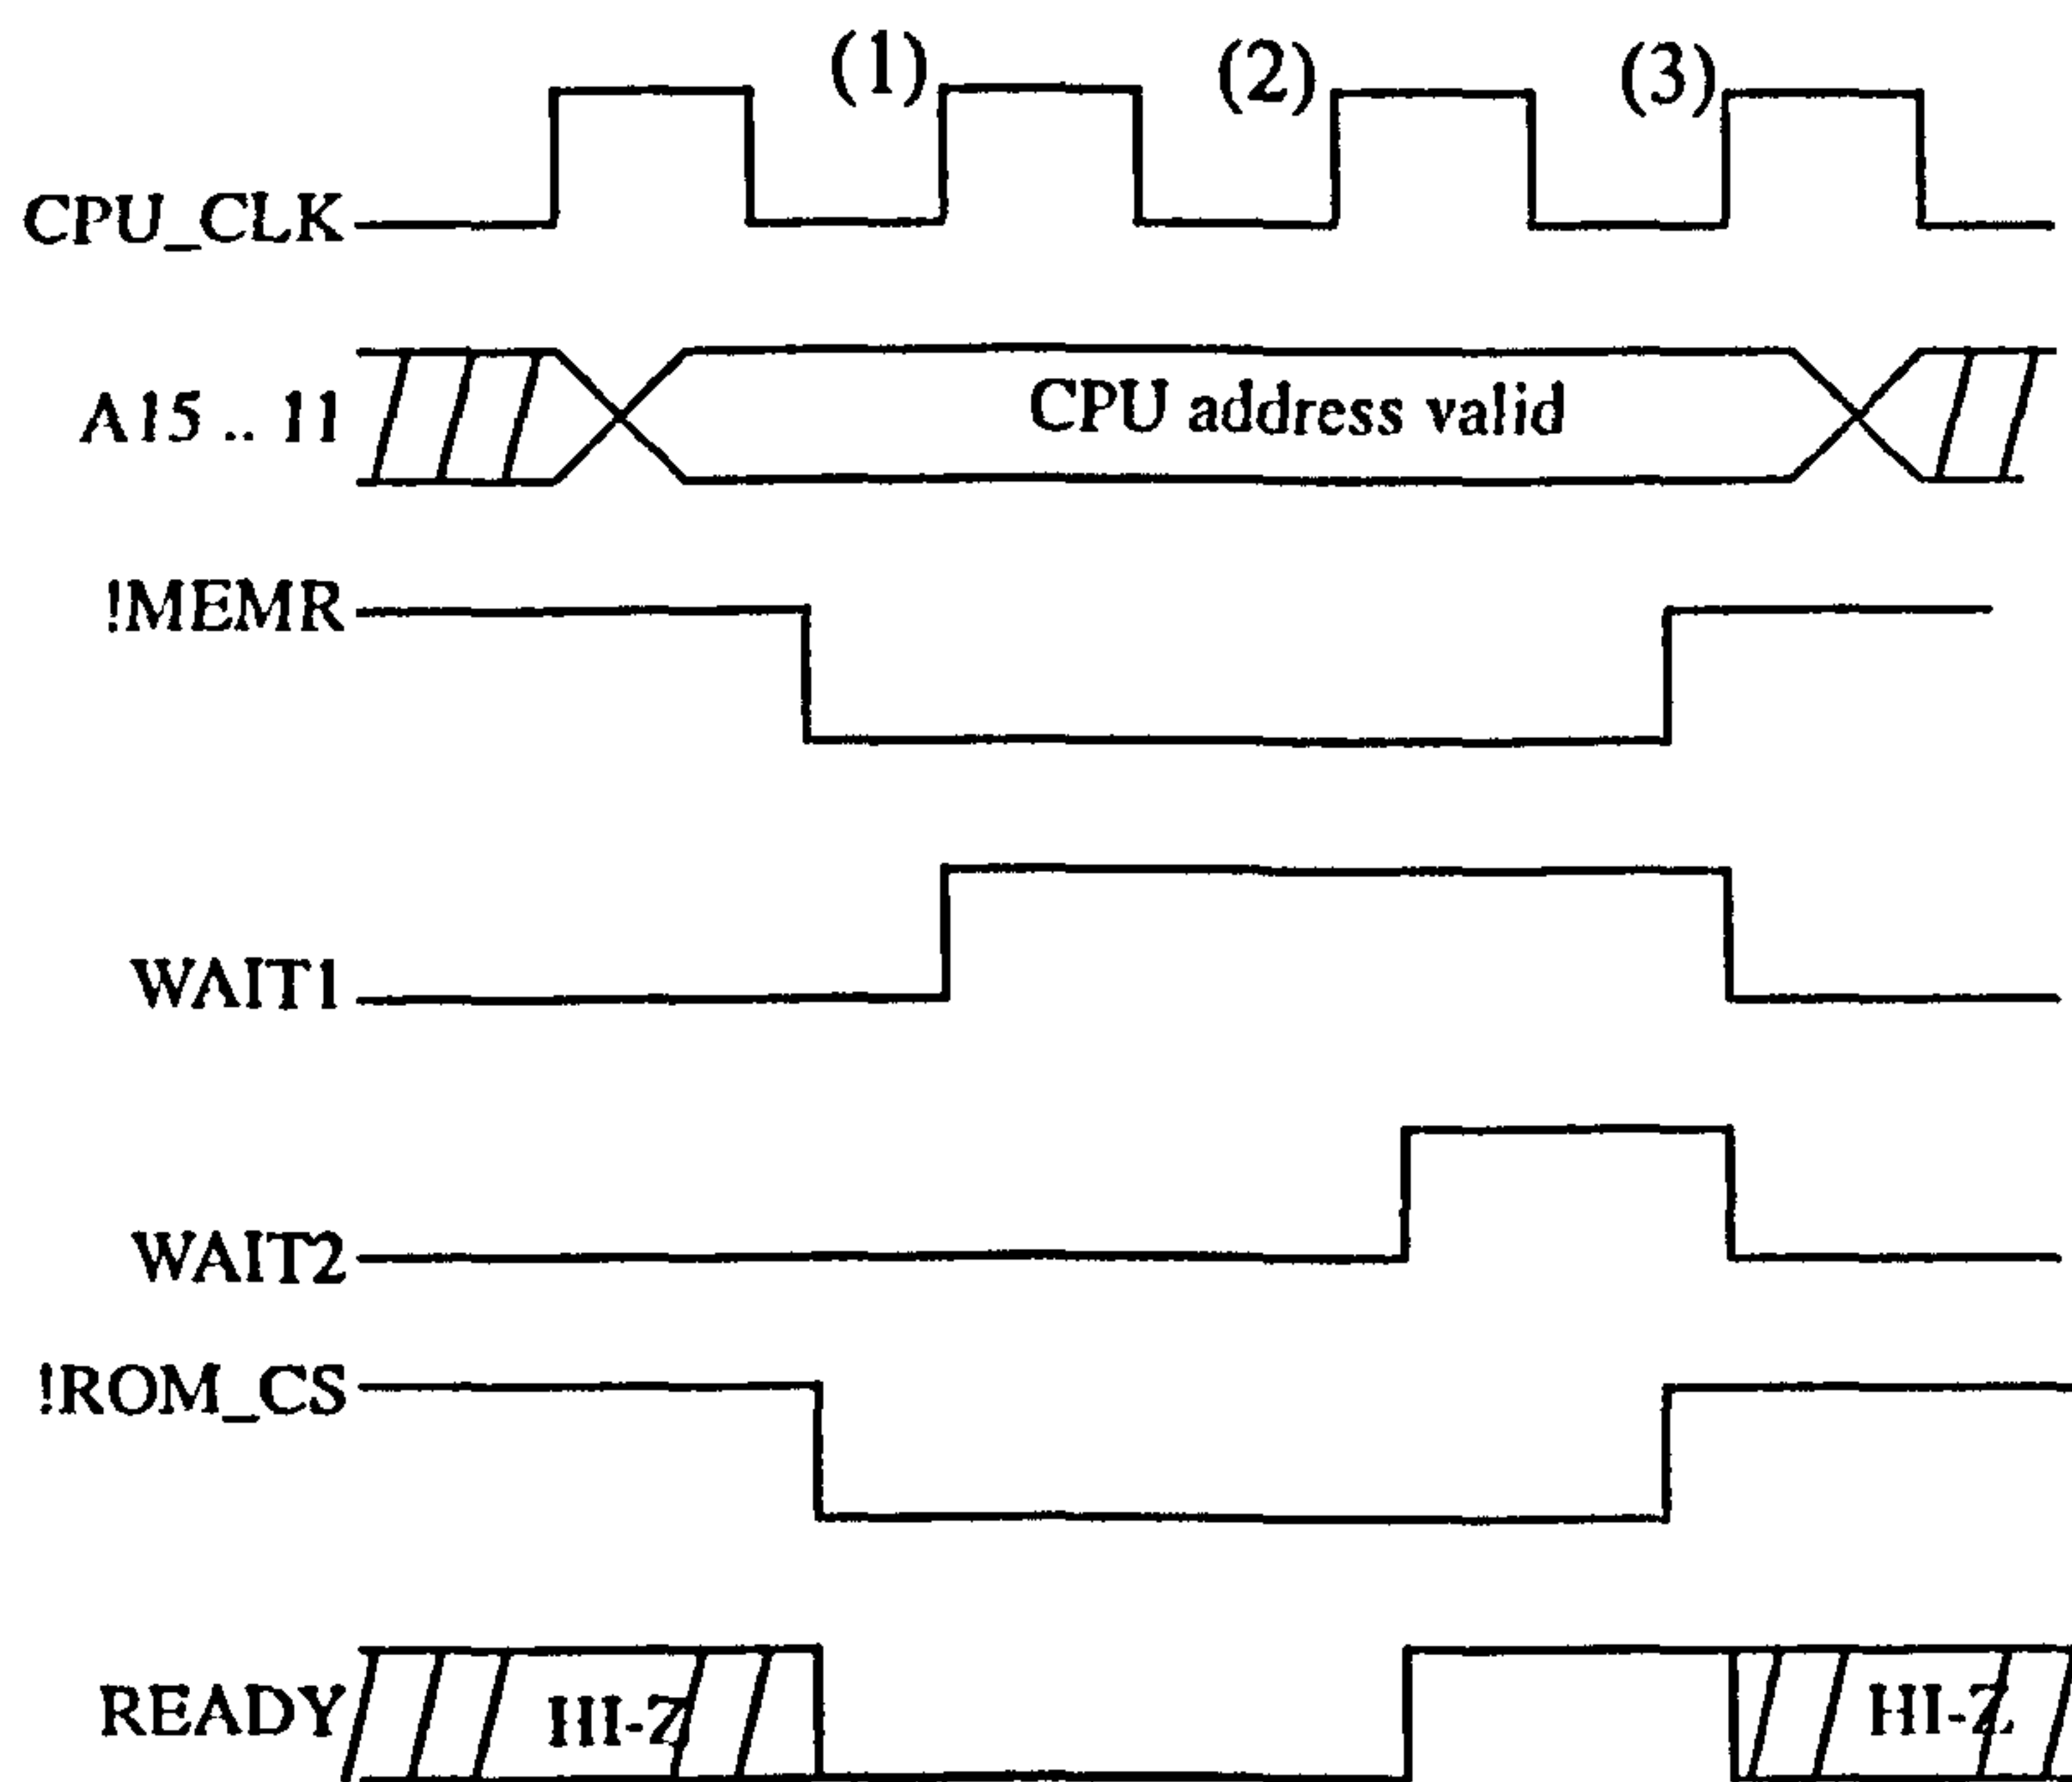 (1) (2) (3)
CPU_CLK
A15 .. 11
CPU address valid
!MEMR
WAIT1
WAIT2
!ROM_CS
READY
HI-Z
HI-Z